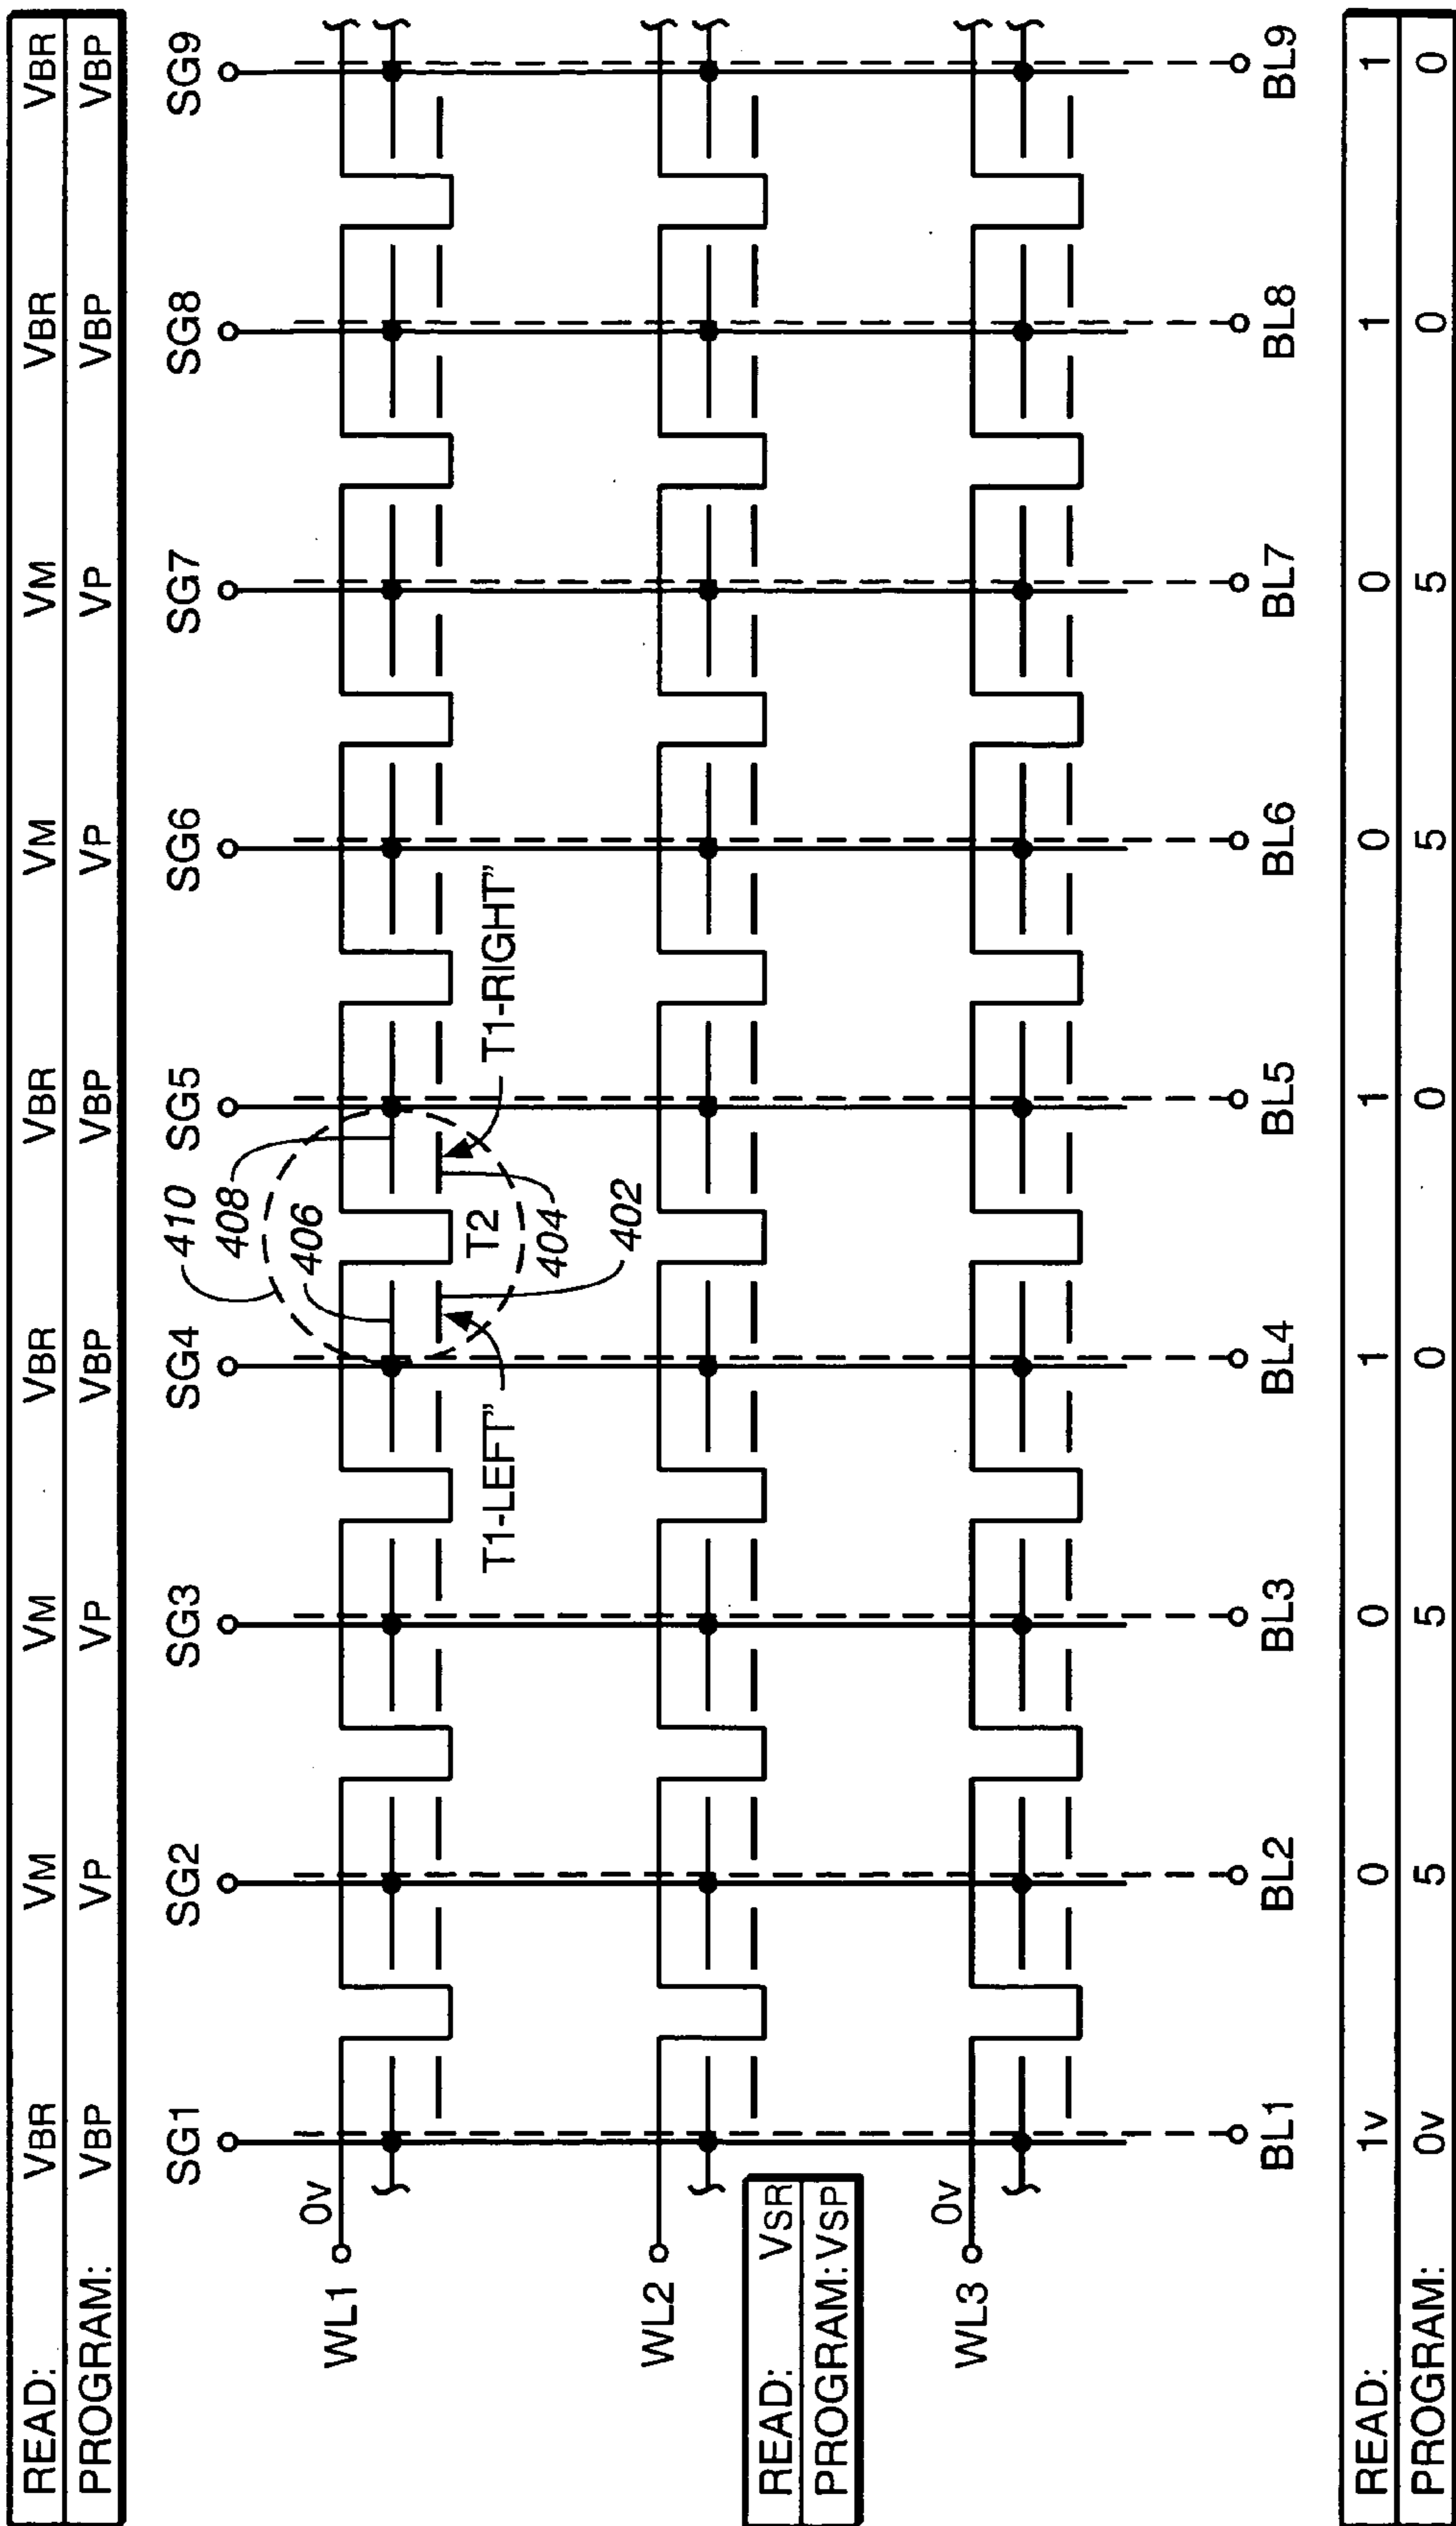 READ: VBR VM VM VBR VBR VM VM VBR VBR
PROGRAM: VBP VP VP VBP VBP VP VP VBP VBP
SG1 SG2 SG3 SG4 SG5 SG6 SG7 SG8 SG9
410
408
406
WL1 0v
T1-LEFT" T2 T1-RIGHT"
404
402
WL2
READ: VSR
PROGRAM: VSP
WL3 0v
BL1 BL2 BL3 BL4 BL5 BL6 BL7 BL8 BL9
READ: 1v 0 0 1 1 0 0 1 1
PROGRAM: 0v 5 5 0 0 5 5 0 0